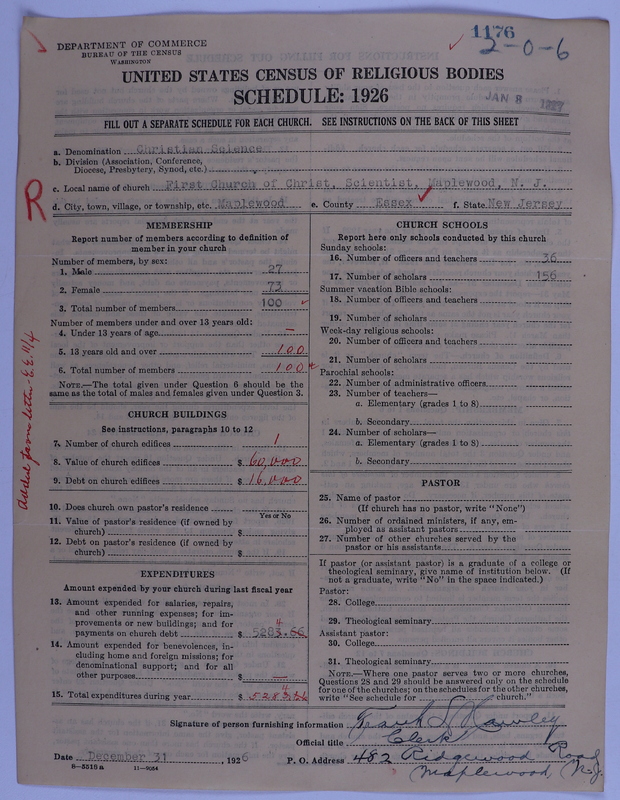 1176
2-0-6
DEPARTMENT OF COMMERCE
BUREAU OF THE CENSUS
WASHINGTON
UNITED STATES CENSUS OF RELIGIOUS BODIES
SCHEDULE: 1926
JAN 8 1927
FILL OUT A SEPARATE SCHEDULE FOR EACH CHURCH. SEE INSTRUCTIONS ON THE BACK OF THIS SHEET
a. Denomination Christian Science
b. Division (Association, Conference,
Diocese, Presbytery, Synod, etc.)
c. Local name of church First Church of Christ, Scientist, Maplewood, N. J.
R
d. City, town, village, or township, etc. Maplewood e. County Essex f. State New Jersey
MEMBERSHIP
Report number of members according to definition of
member in your church
Number of members, by sex:
1. Male 27
2. Female 73
3. Total number of members 100
Number of members under and over 13 years old:
4. Under 13 years of age —
5. 13 years old and over 100
6. Total number of members 100
NOTE.—The total given under Question 6 should be the
same as the total of males and females given under Question 3.
Added from letter
CHURCH BUILDINGS
See instructions, paragraphs 10 to 12
7. Number of church edifices 1
8. Value of church edifices $ 60,000
9. Debt on church edifices $ 16,000
10. Does church own pastor's residence
Yes or No
11. Value of pastor's residence (if owned by
church) $
12. Debt on pastor's residence (if owned by
church) $
EXPENDITURES
Amount expended by your church during last fiscal year
13. Amount expended for salaries, repairs,
and other running expenses; for im-
provements or new buildings; and for
payments on church debt $ 5283.66
4
14. Amount expended for benevolences, in-
cluding home and foreign missions; for
denominational support; and for all
other purposes $ —
15. Total expenditures during year $ 5283.66
4
CHURCH SCHOOLS
Report here only schools conducted by this church
Sunday schools:
16. Number of officers and teachers 36
17. Number of scholars 156
Summer vacation Bible schools:
18. Number of officers and teachers
19. Number of scholars
Week-day religious schools:
20. Number of officers and teachers
21. Number of scholars
Parochial schools:
22. Number of administrative officers
23. Number of teachers—
a. Elementary (grades 1 to 8)
b. Secondary
24. Number of scholars—
a. Elementary (grades 1 to 8)
b. Secondary
PASTOR
25. Name of pastor
(If church has no pastor, write "None")
26. Number of ordained ministers, if any, em-
ployed as assistant pastors
27. Number of other churches served by the
pastor or his assistants
If pastor (or assistant pastor) is a graduate of a college or
theological seminary, give name of institution below. (If
not a graduate, write "No" in the space indicated.)
Pastor:
28. College
29. Theological seminary
Assistant pastor:
30. College
31. Theological seminary
NOTE.—Where one pastor serves two or more churches,
Questions 28 and 29 should be answered only on the schedule
for one of the churches; on the schedules for the other churches,
write "See schedule for church."
Signature of person furnishing information Hawley
Official title Clerk
Date December 31, 1926 P. O. Address 482 Ridgewood Road
Maplewood N.J.
8—5518a 11—9054